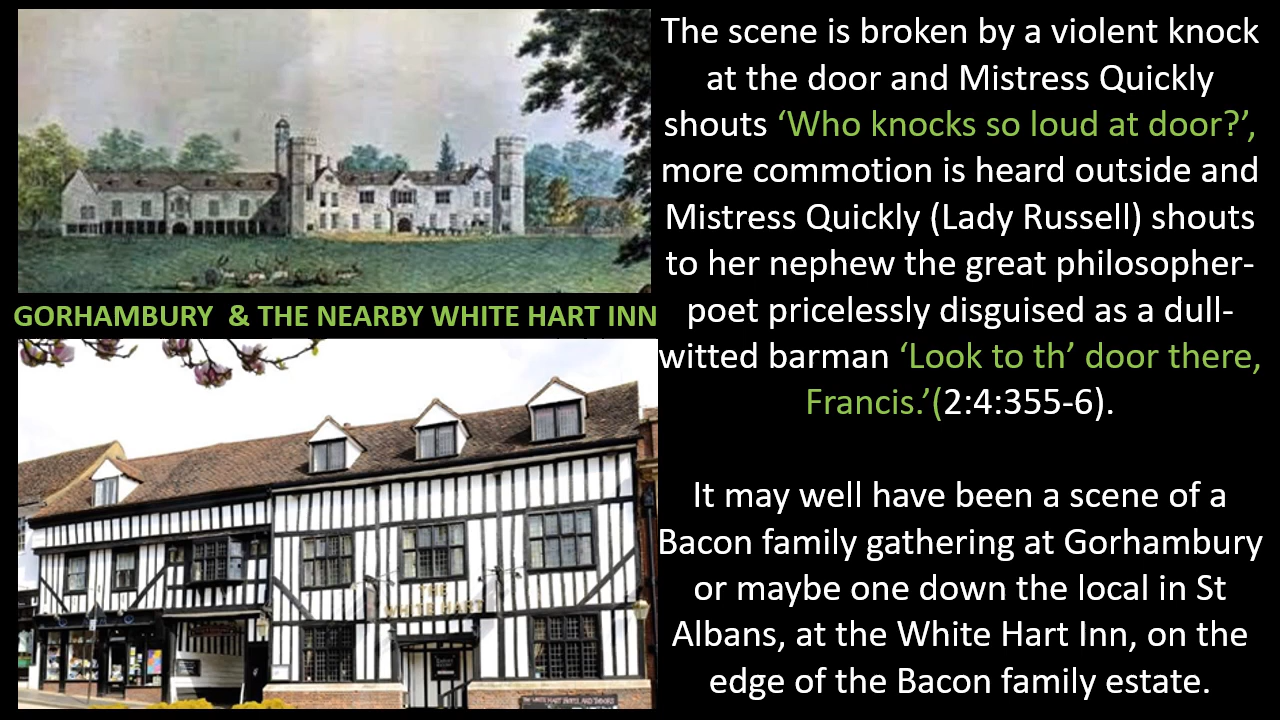 The scene is broken by a violent knock
at the door and Mistress Quickly
shouts ‘Who knocks so loud at door?’,
more commotion is heard outside and
Mistress Quickly (Lady Russell) shouts
to her nephew the great philosopher-
poet pricelessly disguised as a dull-
witted barman ‘Look to th’ door there,
Francis.’(2:4:355-6).
It may well have been a scene of a
Bacon family gathering at Gorhambury
or maybe one down the local in St
Albans, at the White Hart Inn, on the
edge of the Bacon family estate.
GORHAMBURY & THE NEARBY WHITE HART INN
THE
WHITE HART